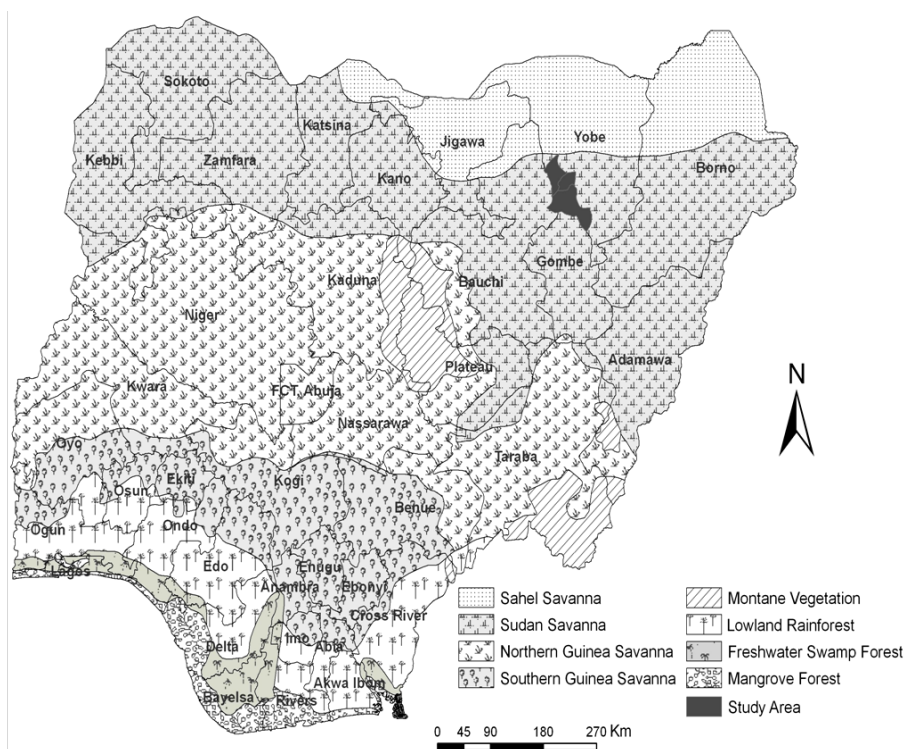 Sokoto
Katsina
Jigawa
Yobe
Kebbi
Zamfara
Kano
Borno
Gombe
Bauchi
Kaduna
Niger
Adamawa
Plateau
Kwara
FCT Abuja
Nassarawa
Taraba
Oyo
Osun
Ekiti
Kogi
Benue
Ogun
Ondo
Edo
Enugu
Lagos
Anambra
Ebonyi
Cross River
Delta
Imo
Abia
Akwa Ibom
Bayelsa
Rivers
N
Sahel Savanna
Sudan Savanna
Northern Guinea Savanna
Southern Guinea Savanna
Montane Vegetation
Lowland Rainforest
Freshwater Swamp Forest
Mangrove Forest
Study Area
0 45 90 180 270 Km